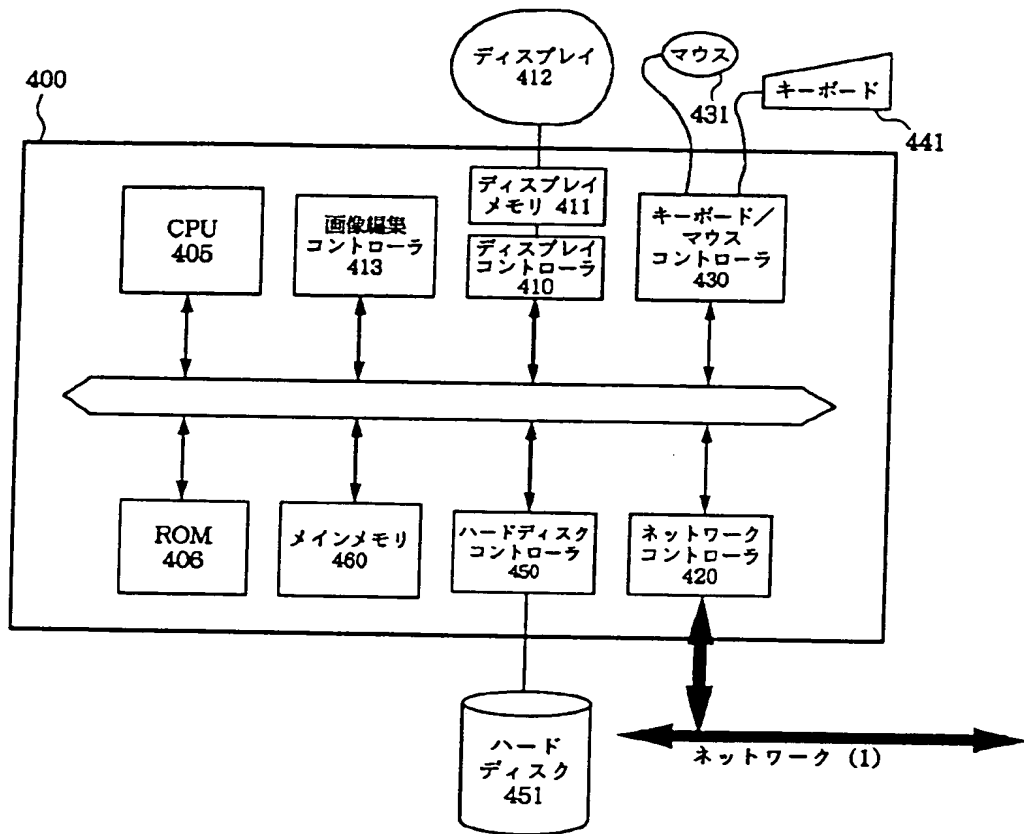 ディスプレイ
412
マウス
431
キーボード
441
400
CPU
405
画像編集
コントローラ
413
ディスプレイ
メモリ 411
ディスプレイ
コントローラ
410
キーボード／
マウス
コントローラ
430
ROM
406
メインメモリ
460
ハードディスク
コントローラ
450
ネットワーク
コントローラ
420
ハード
ディスク
451
ネットワーク (1)